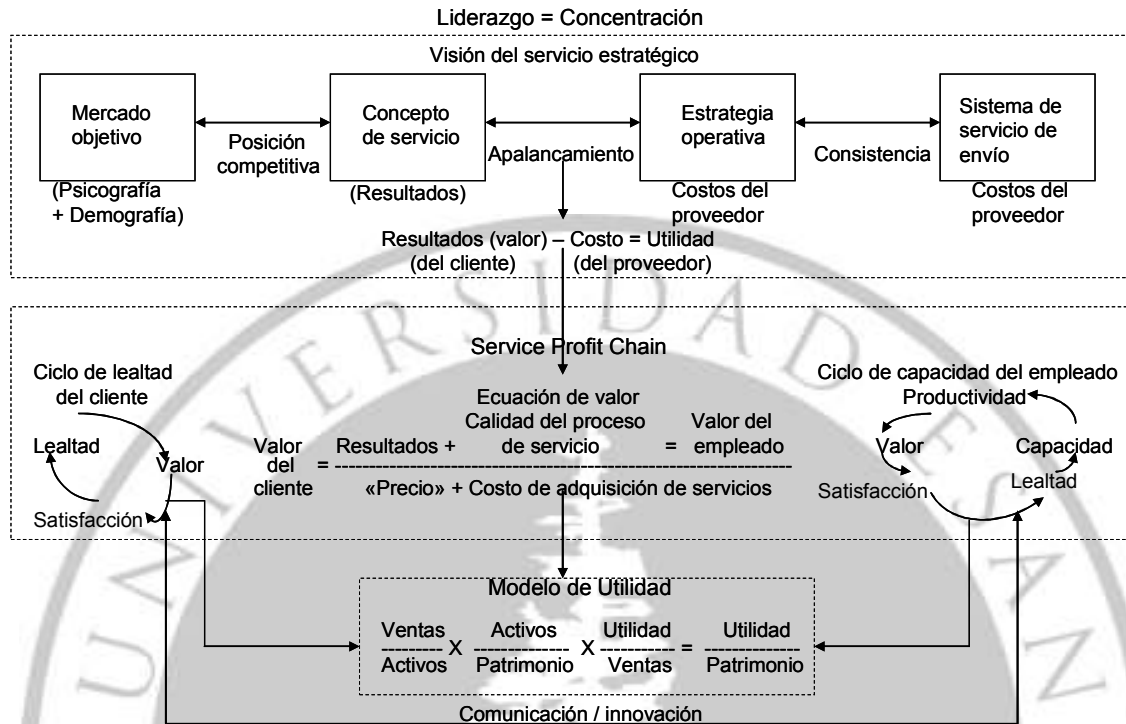 Liderazgo = Concentración
Visión del servicio estratégico
Mercado
objetivo
Posición
competitiva
Concepto
de servicio
Apalancamiento
Estrategia
operativa
Consistencia
Sistema de
servicio de
envío
(Psicografía
+ Demografía)
(Resultados)
Costos del
proveedor
Costos del
proveedor
Resultados (valor) – Costo = Utilidad
(del cliente) (del proveedor)
Service Profit Chain
Ciclo de lealtad
del cliente
Lealtad
Valor
Satisfacción
Ecuación de valor
Valor
del
cliente
=
Resultados +
Calidad del proceso
de servicio
=
Valor del
empleado
«Precio» + Costo de adquisición de servicios
Ciclo de capacidad del empleado
Productividad
Valor
Capacidad
Satisfacción
Lealtad
Modelo de Utilidad
Ventas X Activos X Utilidad = Utilidad
Activos Patrimonio Ventas Patrimonio
Comunicación / innovación
UNIVERSIDAD ESAN